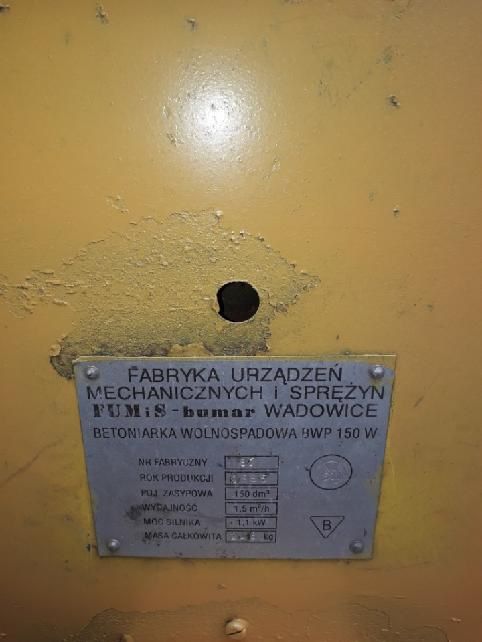 FABRYKA URZĄDZEŃ
MECHANICZNYCH i SPRĘŻYN
FUMiS-bumar WADOWICE
BETONIARKA WOLNOSPADOWA BWP 150 W
NR FABRYCZNY
ROK PRODUKCJI
POJ. ZASYPOWA 150 dm³
WYDAJNOŚĆ 1,5 m³/h
MOC SILNIKA 1,1 kW
MASA CAŁKOWITA kg
B